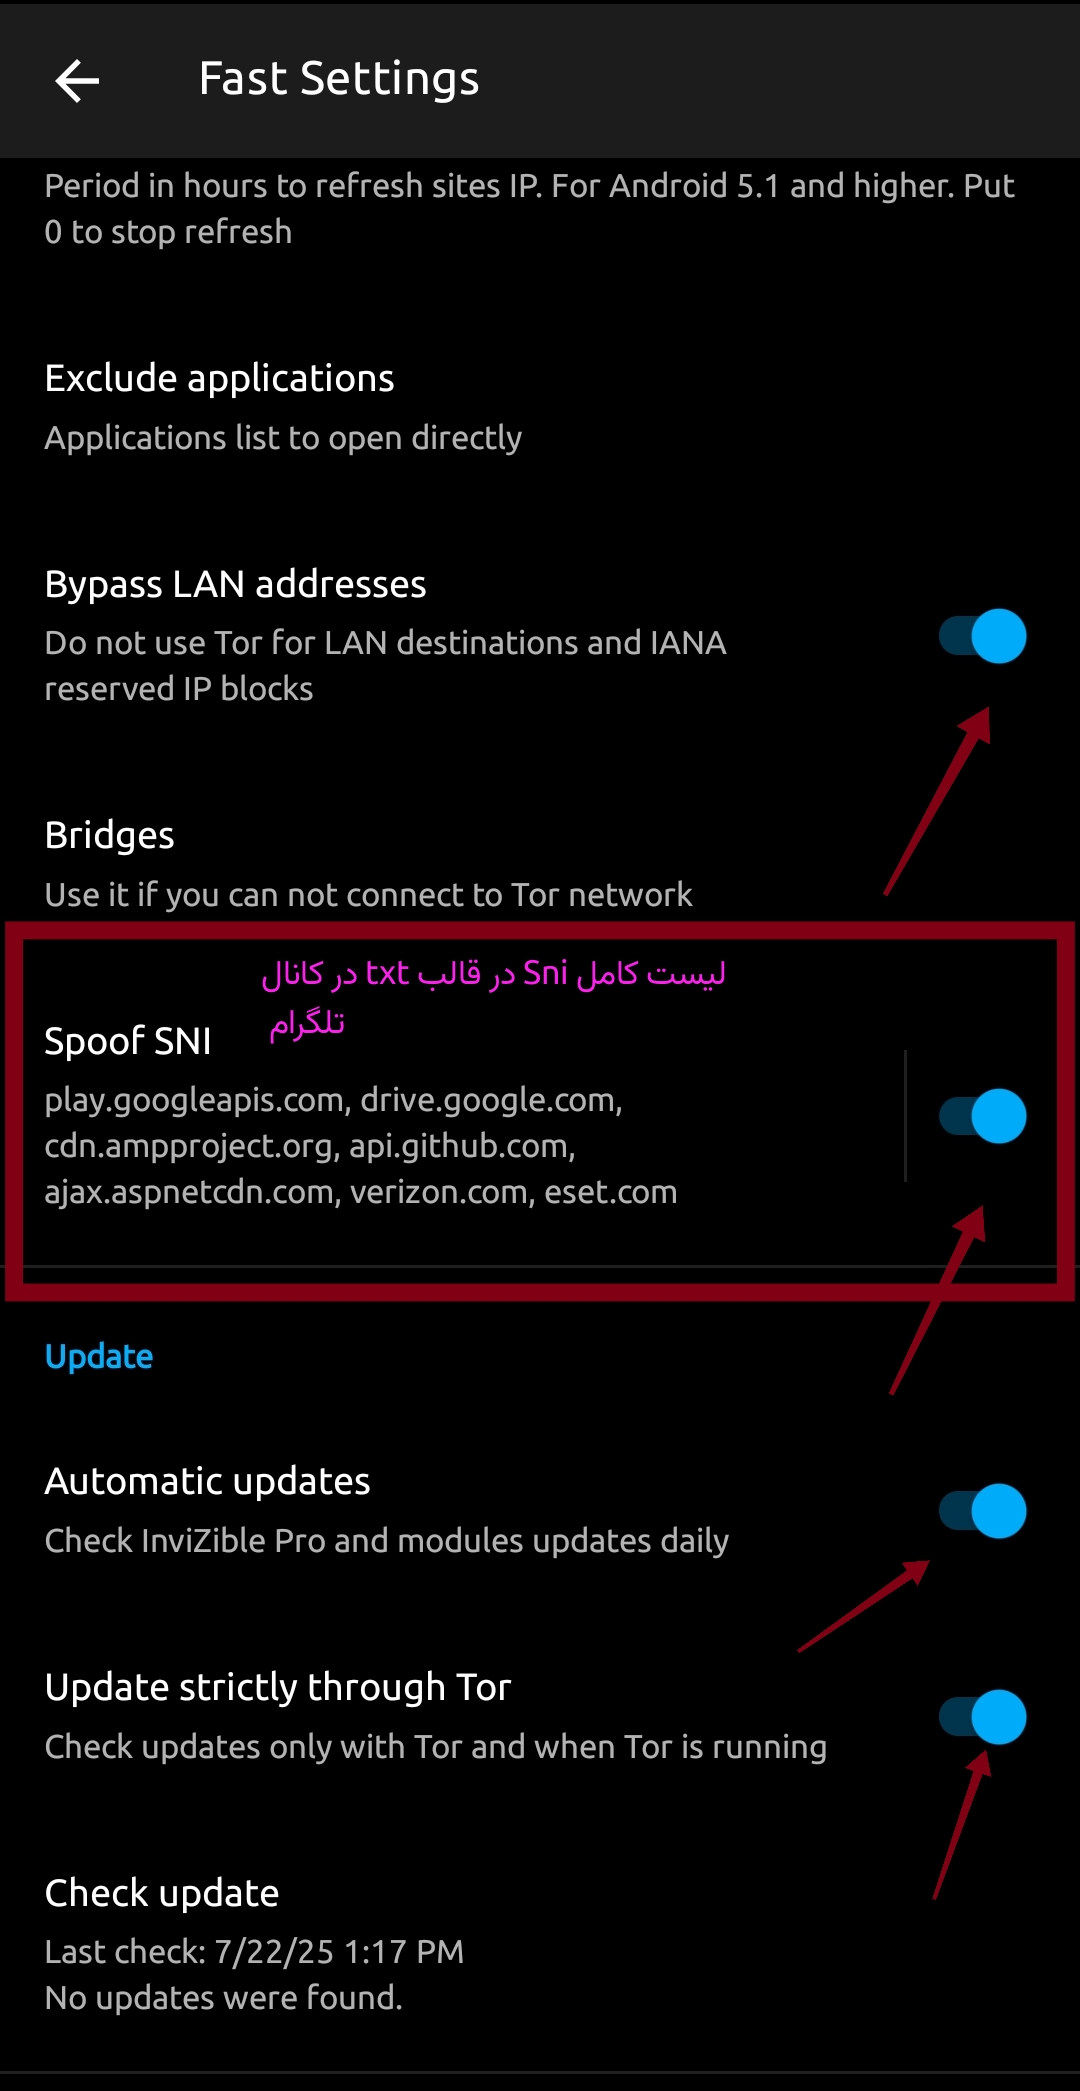 Fast Settings
Period in hours to refresh sites IP. For Android 5.1 and higher. Put
0 to stop refresh
Exclude applications
Applications list to open directly
Bypass LAN addresses
Do not use Tor for LAN destinations and IANA
reserved IP blocks
Bridges
Use it if you can not connect to Tor network
لیست کامل Sni در قالب txt در کانال
تلگرام
Spoof SNI
play.googleapis.com, drive.google.com,
cdn.ampproject.org, api.github.com,
ajax.aspnetcdn.com, verizon.com, eset.com
Update
Automatic updates
Check InviZible Pro and modules updates daily
Update strictly through Tor
Check updates only with Tor and when Tor is running
Check update
Last check: 7/22/25 1:17 PM
No updates were found.